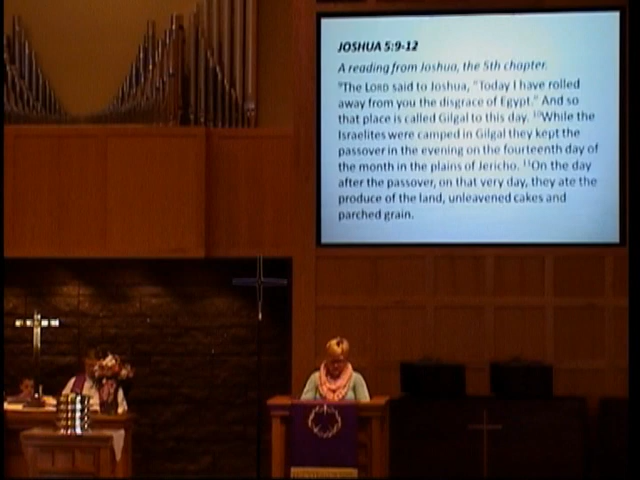 JOSHUA 5:9-12
A reading from Joshua, the 5th chapter.
⁹The LORD said to Joshua, "Today I have rolled
away from you the disgrace of Egypt." And so
that place is called Gilgal to this day. ¹⁰While the
Israelites were camped in Gilgal they kept the
passover in the evening on the fourteenth day of
the month in the plains of Jericho. ¹¹On the day
after the passover, on that very day, they ate the
produce of the land, unleavened cakes and
parched grain.